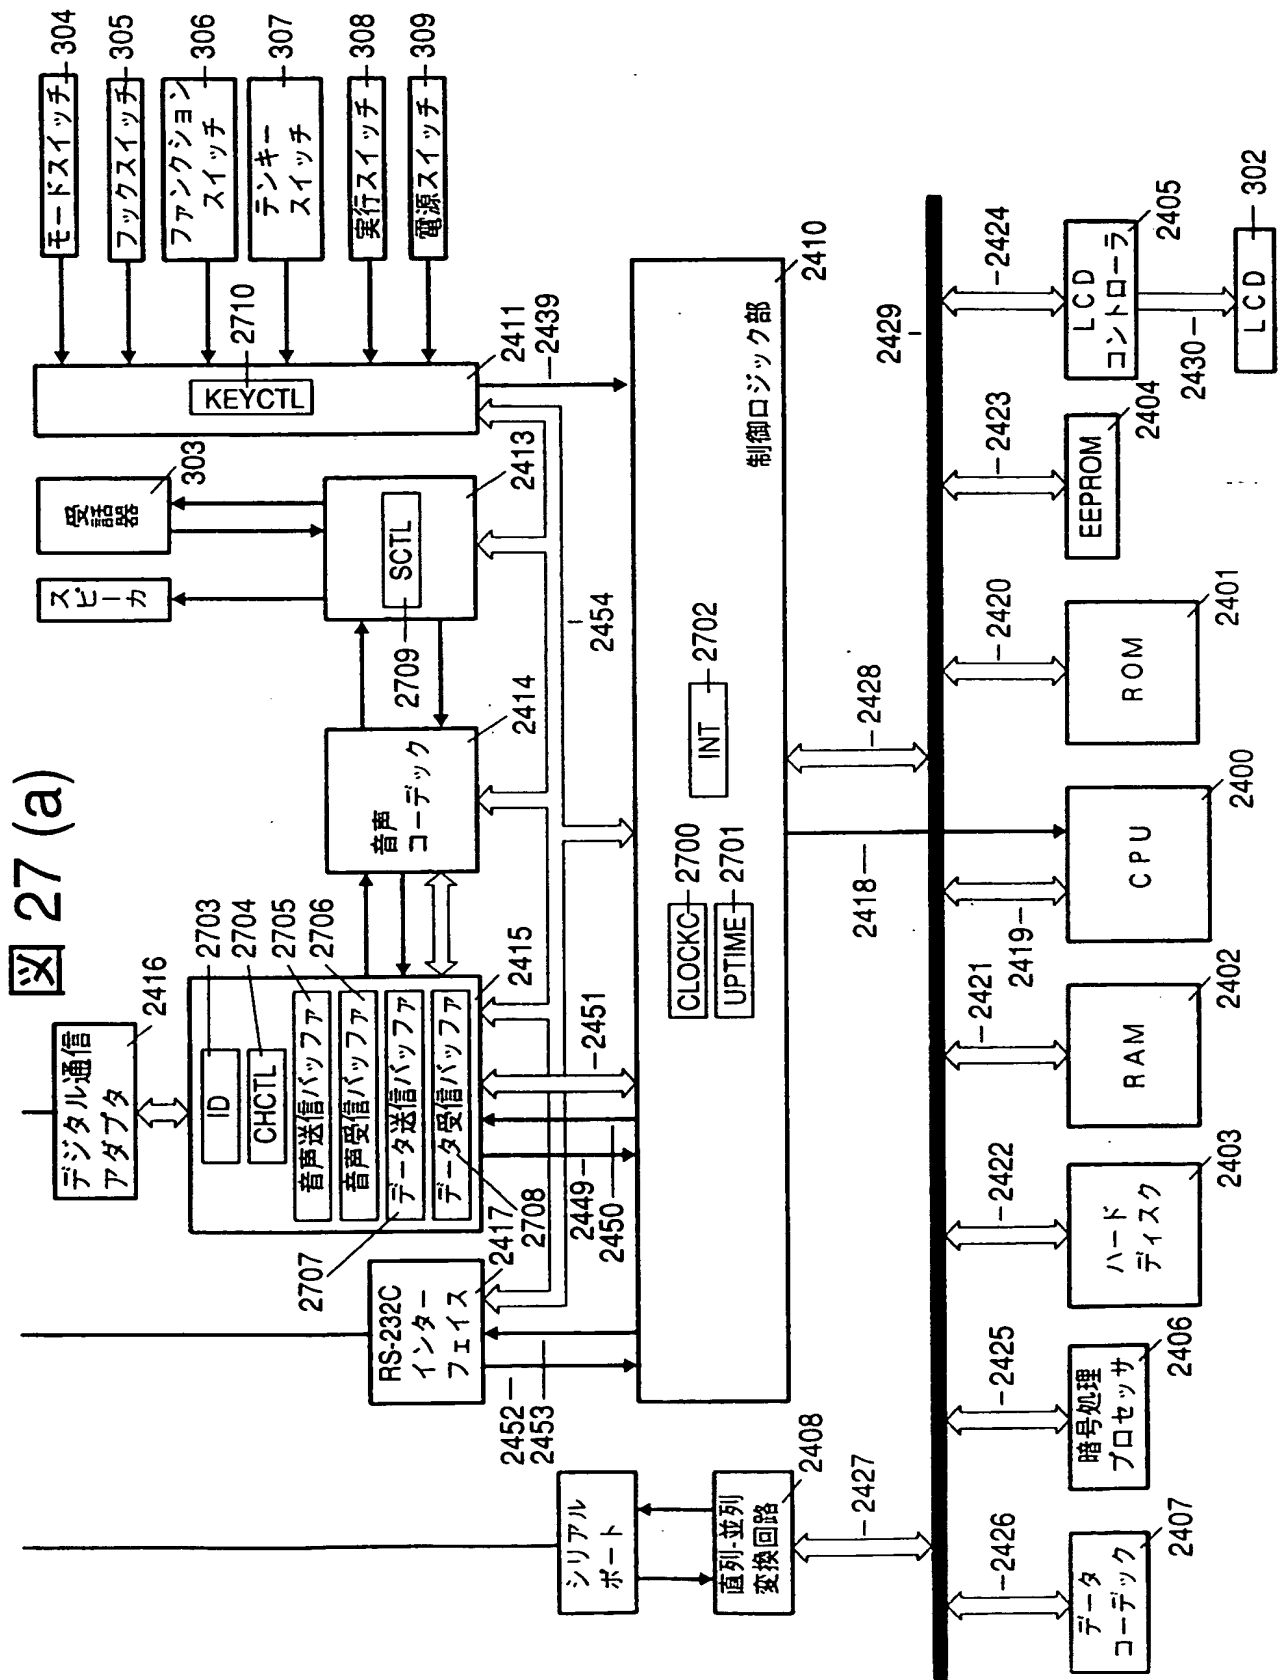 図 27 (a)
デジタル通信
アダプタ
2416
ID
2703
CHCTL
2704
音声送信バッファ
2705
音声受信バッファ
2706
データ送信バッファ
2707
データ受信バッファ
2708
2415
RS-232C
インター
フェイス
2417
音声
コーデック
2414
スピーカ
受話器
303
SCTL
2709
2413
KEYCTL
2710
2411
2439
モードスイッチ
304
フックスイッチ
305
ファンクション
スイッチ
306
テンキー
スイッチ
307
実行スイッチ
308
電源スイッチ
309
2452
2453
2449
2450
2451
2454
シリアル
ポート
直列-並列
変換回路
2408
2427
CLOCKC
2700
UPTIME
2701
INT
2702
制御ロジック部
2410
2418
2428
2429
2426
2425
2422
2421
2419
2420
2423
2424
データ
コーデック
2407
暗号処理
プロセッサ
2406
ハード
ディスク
2403
RAM
2402
CPU
2400
ROM
2401
EEPROM
2404
LCD
コントローラ
2405
2430
LCD
302